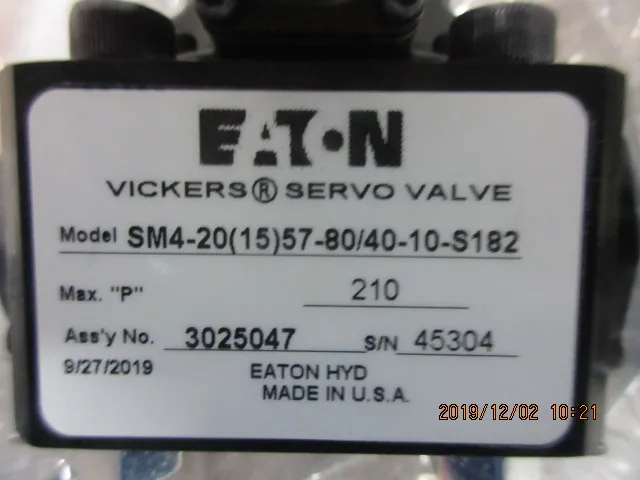 EATON
VICKERS® SERVO VALVE
Model SM4-20(15)57-80/40-10-S182
Max. "P" 210
Ass'y No. 3025047 S/N 45304
9/27/2019 EATON HYD
MADE IN U.S.A.
2019/12/02 10:21